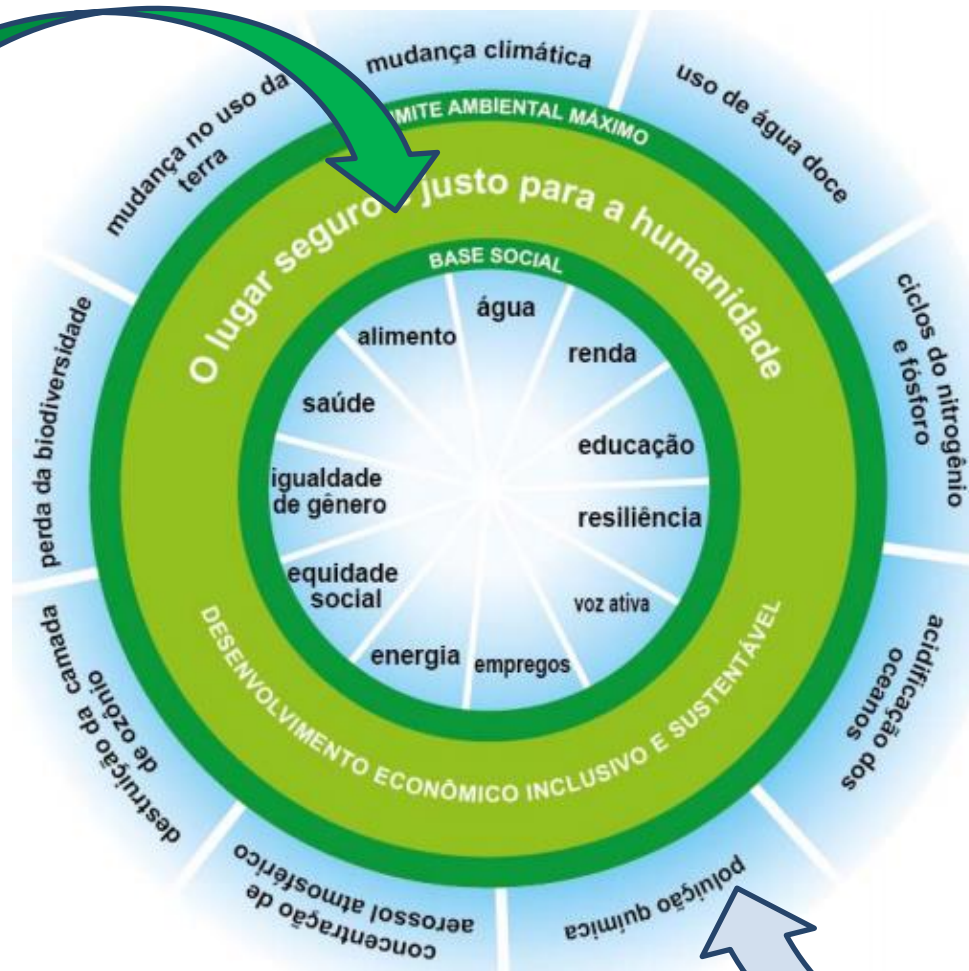 mudança climática
uso de água doce
ciclos do nitrogênio
e fósforo
acidificação dos
oceanos
poluição química
concentração de
aerossol atmosférico
destruição da camada
de ozônio
perda da biodiversidade
mudança no uso da
terra
MITE AMBIENTAL MÁXIMO
O lugar seguro justo para a humanidade
BASE SOCIAL
água
renda
educação
resiliência
voz ativa
empregos
energia
equidade
social
igualdade
de gênero
saúde
alimento
DESENVOLVIMENTO ECONÔMICO INCLUSIVO E SUSTENTÁVEL